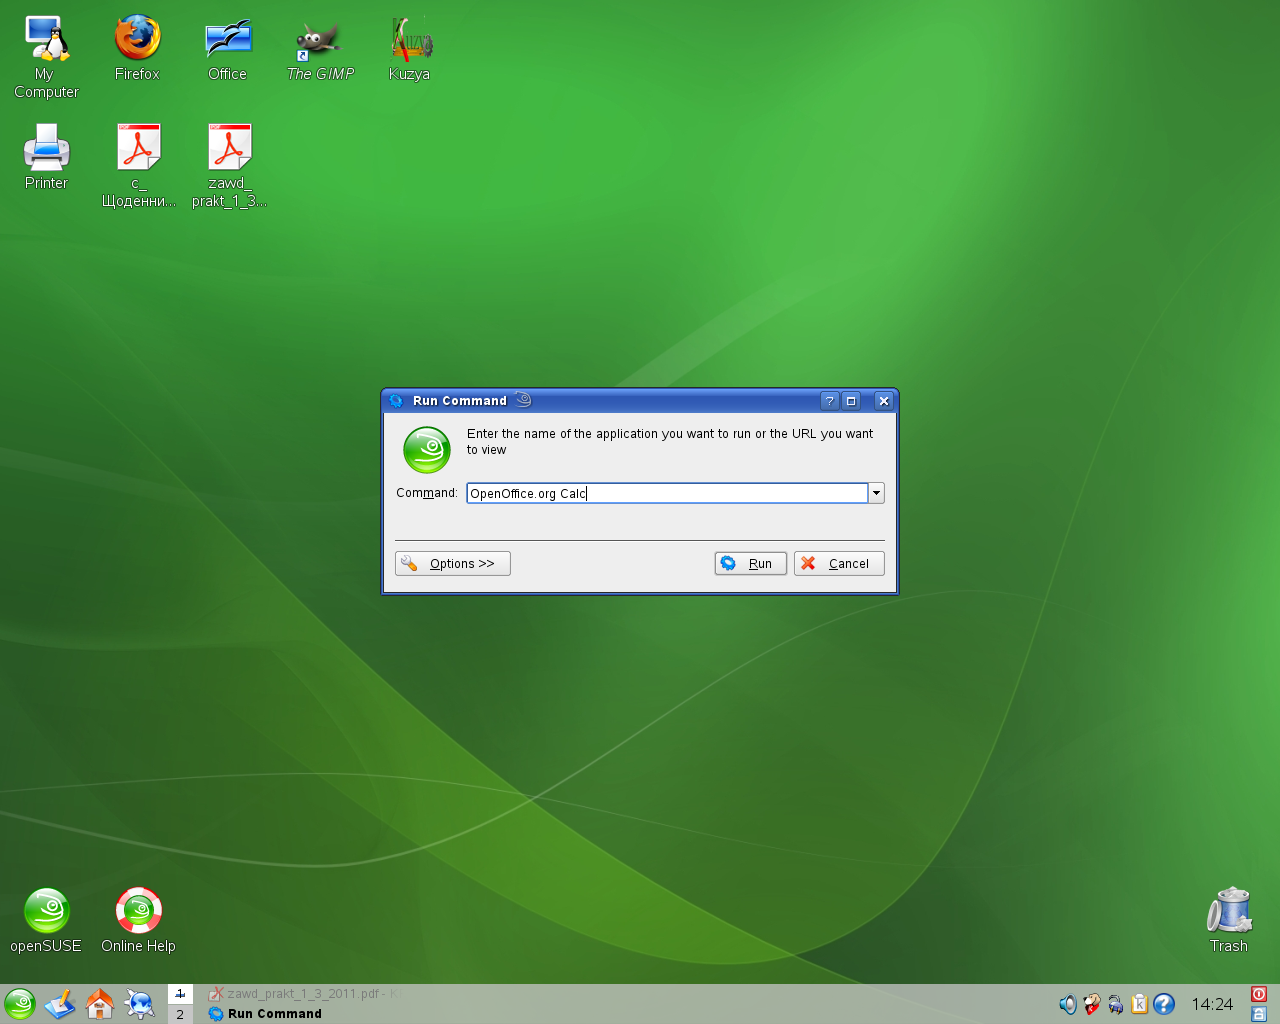 My
Computer
Firefox
Office
The GIMP
Kuzya
Printer
c_
Щоденни...
zawd_
prakt_1_3...
Run Command
Enter the name of the application you want to run or the URL you want
to view
Command:
OpenOffice.org Calc
Options >>
Run
Cancel
openSUSE
Online Help
Trash
1
2
zawd_prakt_1_3_2011.pdf - K
Run Command
14:24